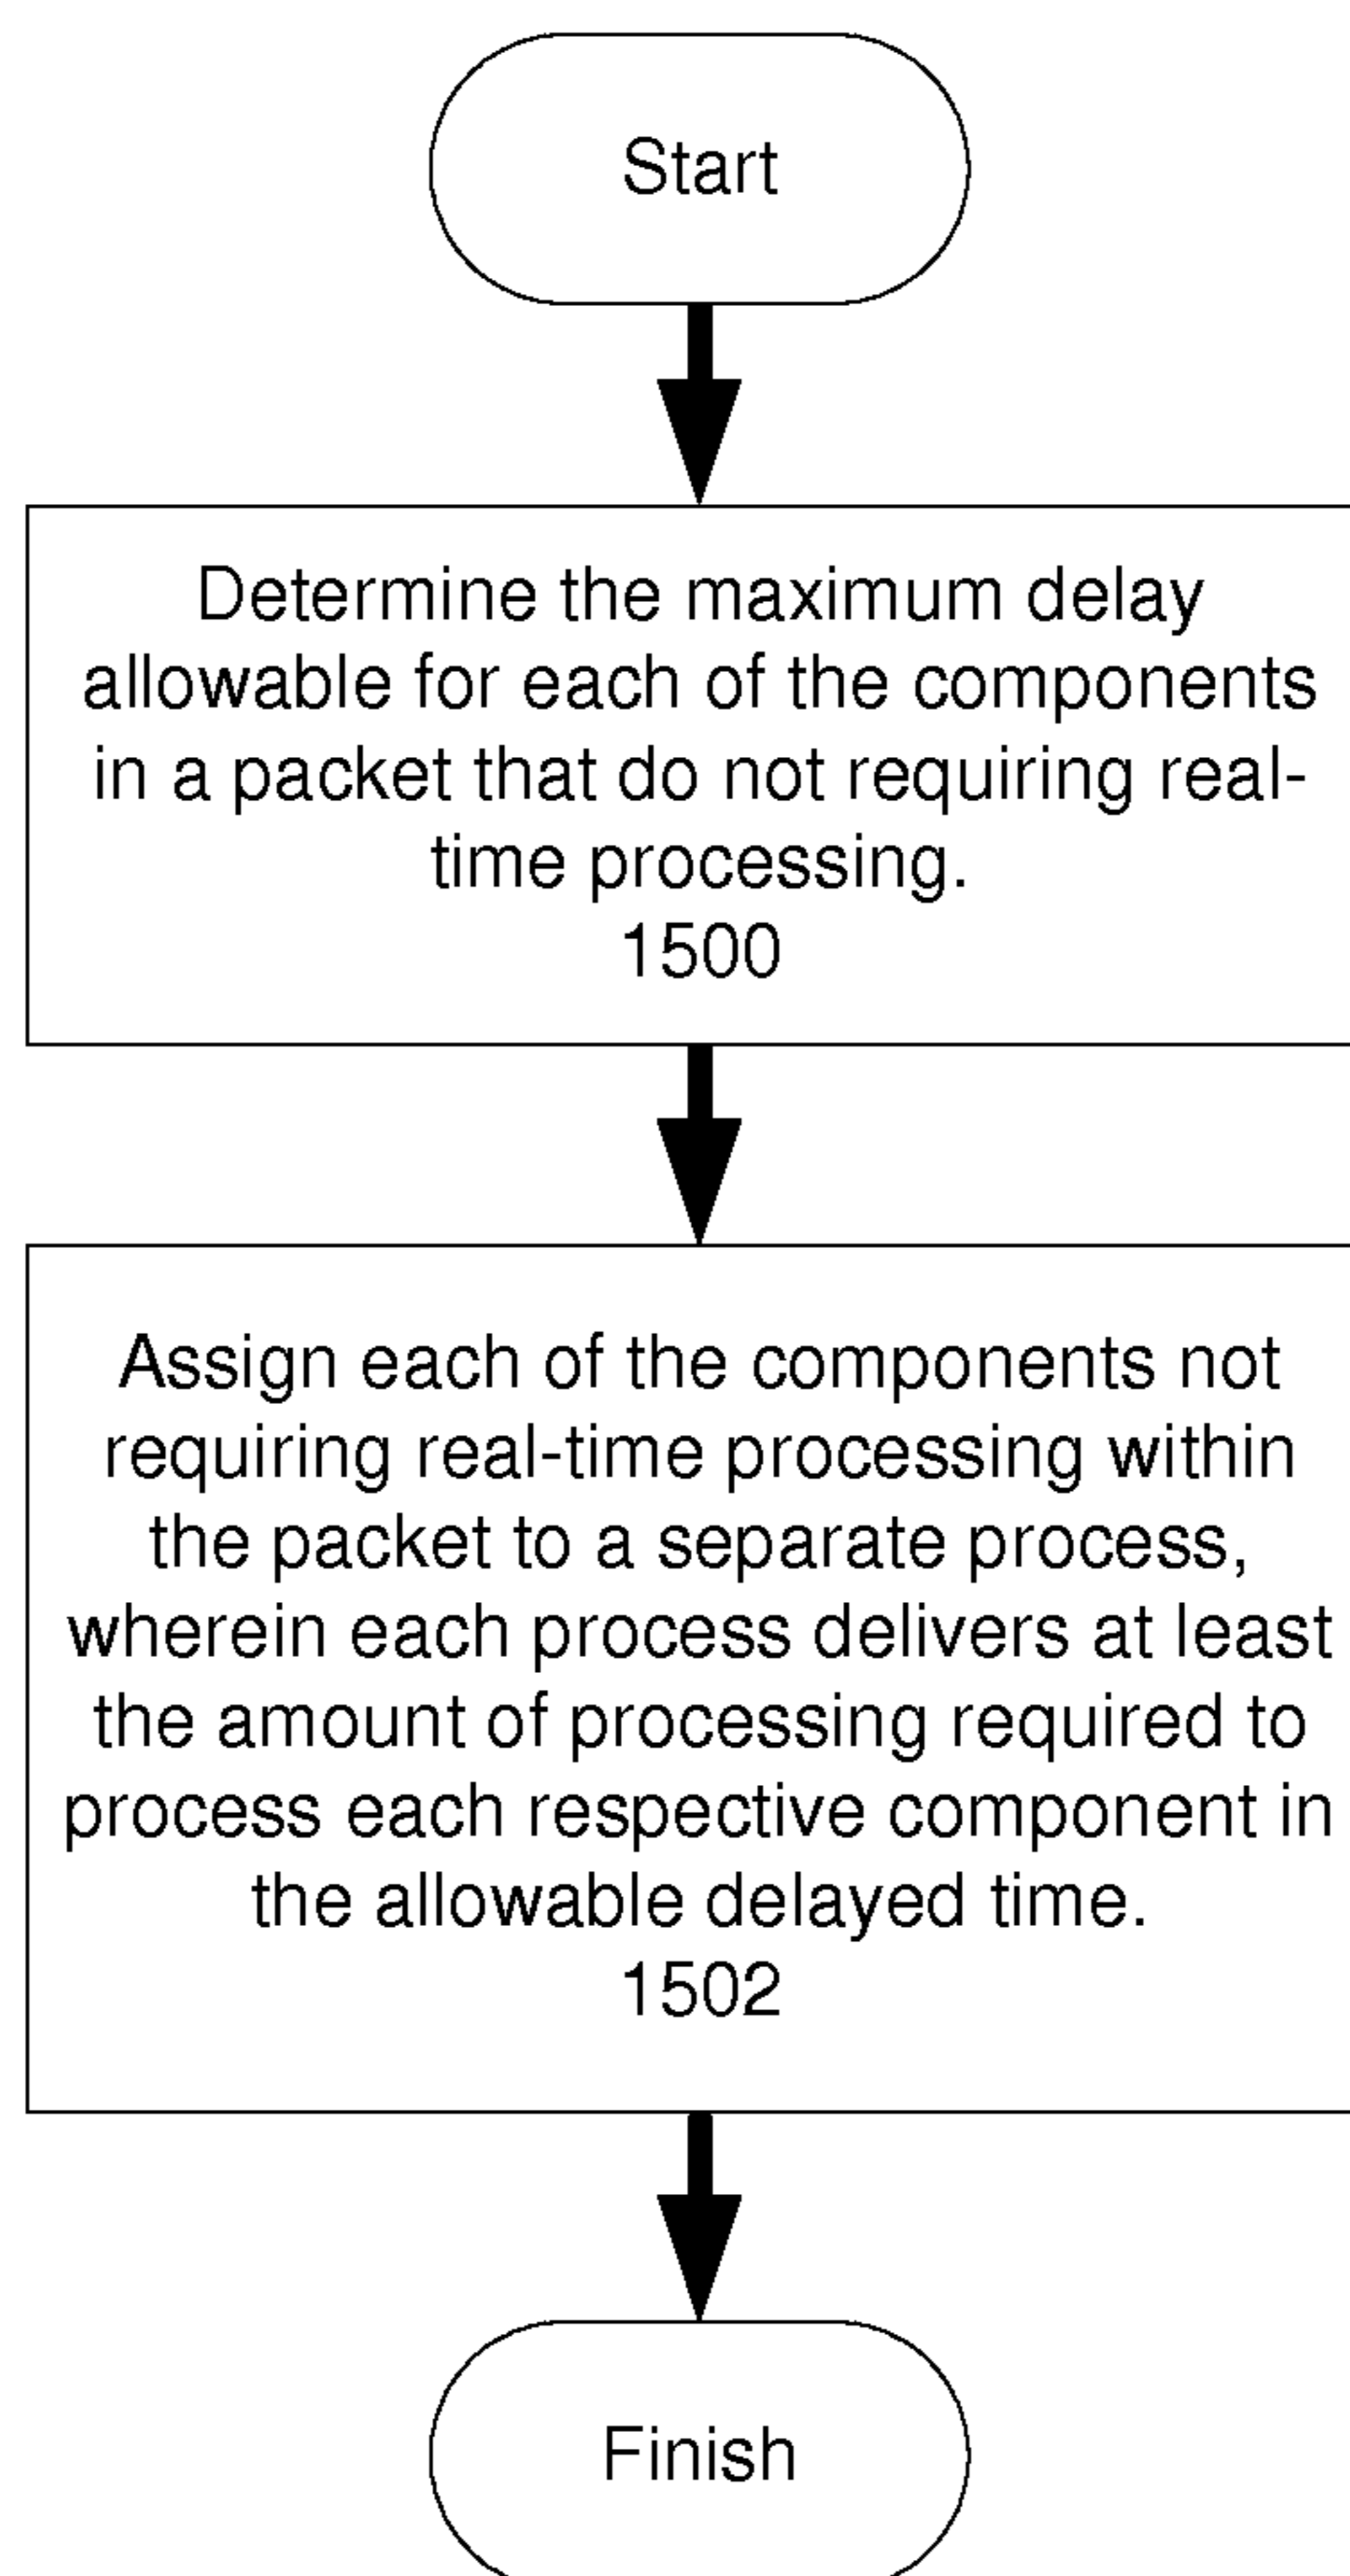 Start
Determine the maximum delay
allowable for each of the components
in a packet that do not requiring real-
time processing.
1500
Assign each of the components not
requiring real-time processing within
the packet to a separate process,
wherein each process delivers at least
the amount of processing required to
process each respective component in
the allowable delayed time.
1502
Finish